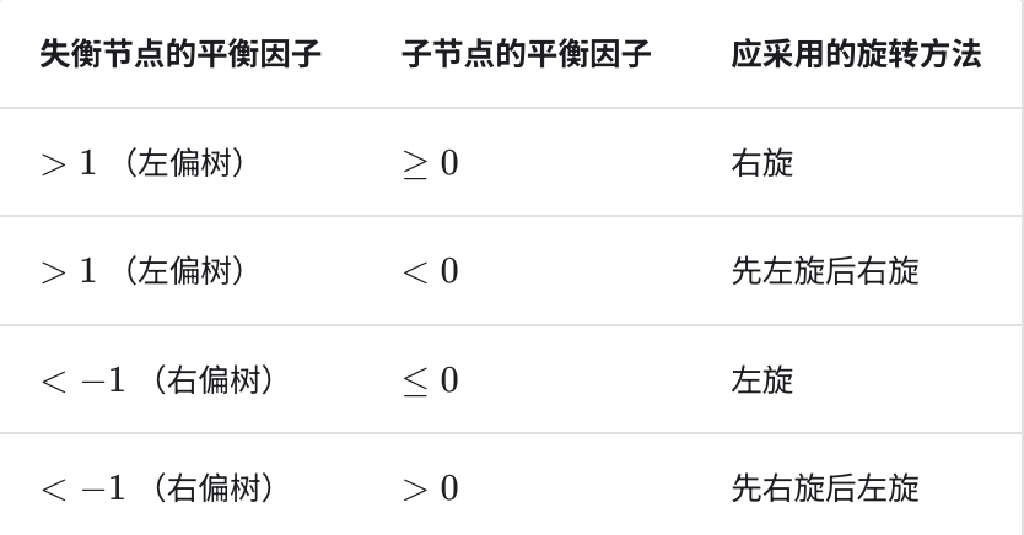 失衡节点的平衡因子 子节点的平衡因子 应采用的旋转方法
> 1 （左偏树） ≥ 0 右旋
> 1 （左偏树） < 0 先左旋后右旋
< −1 （右偏树） ≤ 0 左旋
< −1 （右偏树） > 0 先右旋后左旋